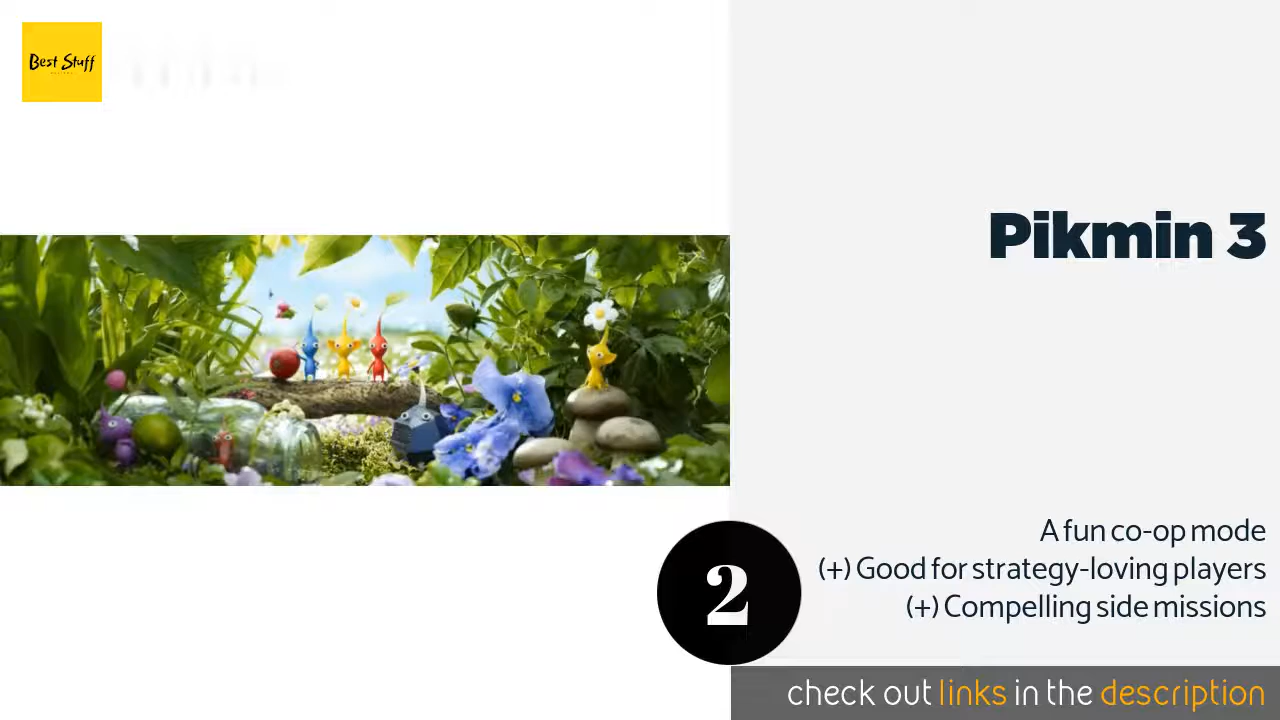 Best Stuff
Pikmin 3
A fun co-op mode
(+) Good for strategy-loving players
(+) Compelling side missions
2
check out links in the description